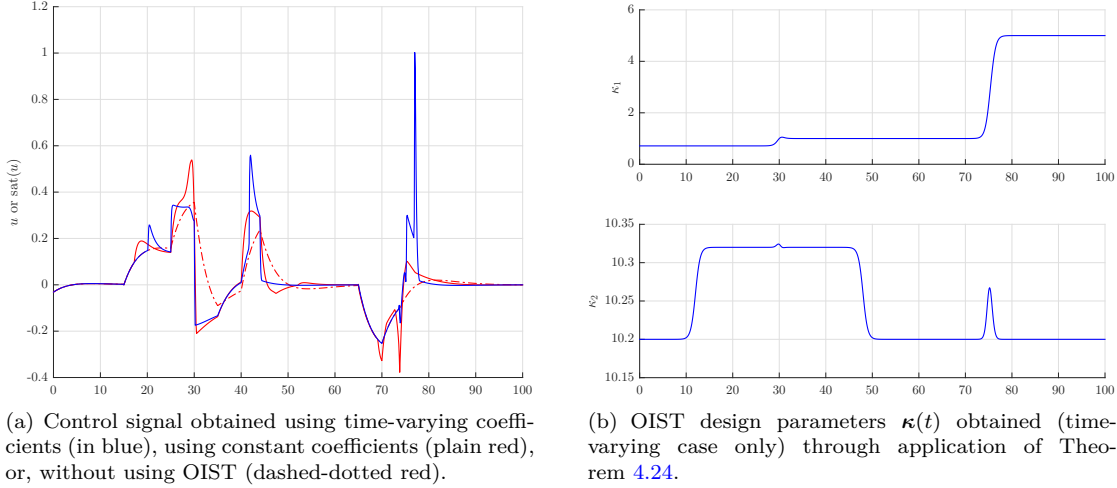 1.2
1
0.8
0.6
0.4
0.2
0
-0.2
-0.4
u or sat(u)
0 10 20 30 40 50 60 70 80 90 100
(a) Control signal obtained using time-varying coeffi-
cients (in blue), using constant coefficients (plain red),
or, without using OIST (dashed-dotted red).
6
4
2
0
κ1
0 10 20 30 40 50 60 70 80 90 100
10.35
10.3
10.25
10.2
10.15
κ2
0 10 20 30 40 50 60 70 80 90 100
(b) OIST design parameters κ(t) obtained (time-
varying case only) through application of Theo-
rem 4.24.